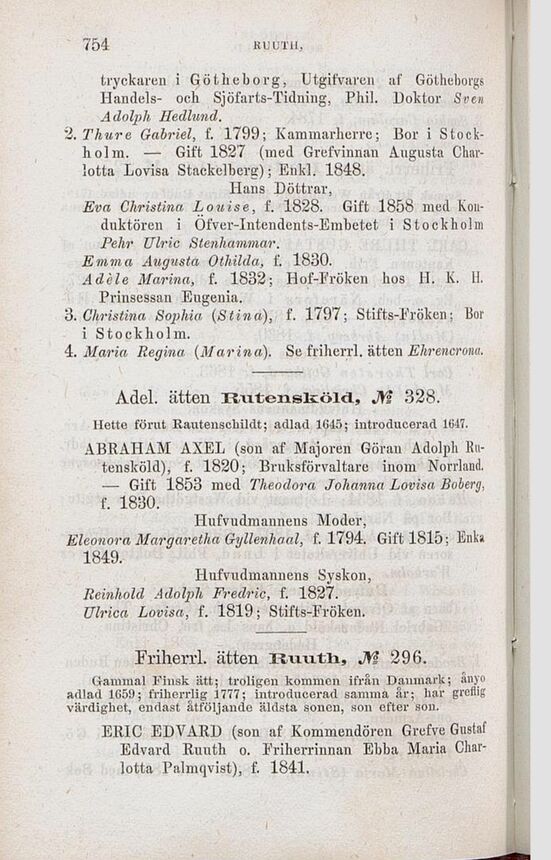 754
RUUTH,
tryckaren i Götheborg, Utgifvaren af Götheborgs
Handels- och Sjöfarts-Tidning, Phil. Doktor Sven
Adolph Hedlund.
2. Thure Gabriel, f. 1799; Kammarherre; Bor i Stock-
holm. — Gift 1827 (med Grefvinnan Augusta Char-
lotta Lovisa Stackelberg); Enkl. 1848.
Hans Döttrar,
Eva Christina Louise, f. 1828. Gift 1858 med Kon-
duktören i Öfver-Intendents-Embetet i Stockholm
Pehr Ulric Stenhammar.
Emma Augusta Othilda, f. 1830.
Adèle Marina, f. 1832; Hof-Fröken hos H. K. H.
Prinsessan Eugenia.
3. Christina Sophia (Stina), f. 1797; Stifts-Fröken; Bor
i Stockholm.
4. Maria Regina (Marina). Se friherrl. ätten Ehrencrona.
Adel. ätten Rutensköld, № 328.
Hette förut Rautenschildt; adlad 1645; introducerad 1647.
ABRAHAM AXEL (son af Majoren Göran Adolph Ru-
tensköld), f. 1820; Bruksförvaltare inom Norrland.
— Gift 1853 med Theodora Johanna Lovisa Boberg,
f. 1830.
Hufvudmannens Moder,
Eleonora Margaretha Gyllenhaal, f. 1794. Gift 1815; Enka
1849.
Hufvudmannens Syskon,
Reinhold Adolph Fredric, f. 1827.
Ulrica Lovisa, f. 1819; Stifts-Fröken.
Friherrl. ätten Ruuth, № 296.
Gammal Finsk ätt; troligen kommen ifrån Danmark; ånyo
adlad 1659; friherrlig 1777; introducerad samma år; har greflig
värdighet, endast åtföljande äldsta sonen, son efter son.
ERIC EDVARD (son af Kommendören Grefve Gustaf
Edvard Ruuth o. Friherrinnan Ebba Maria Char-
lotta Palmqvist), f. 1841.